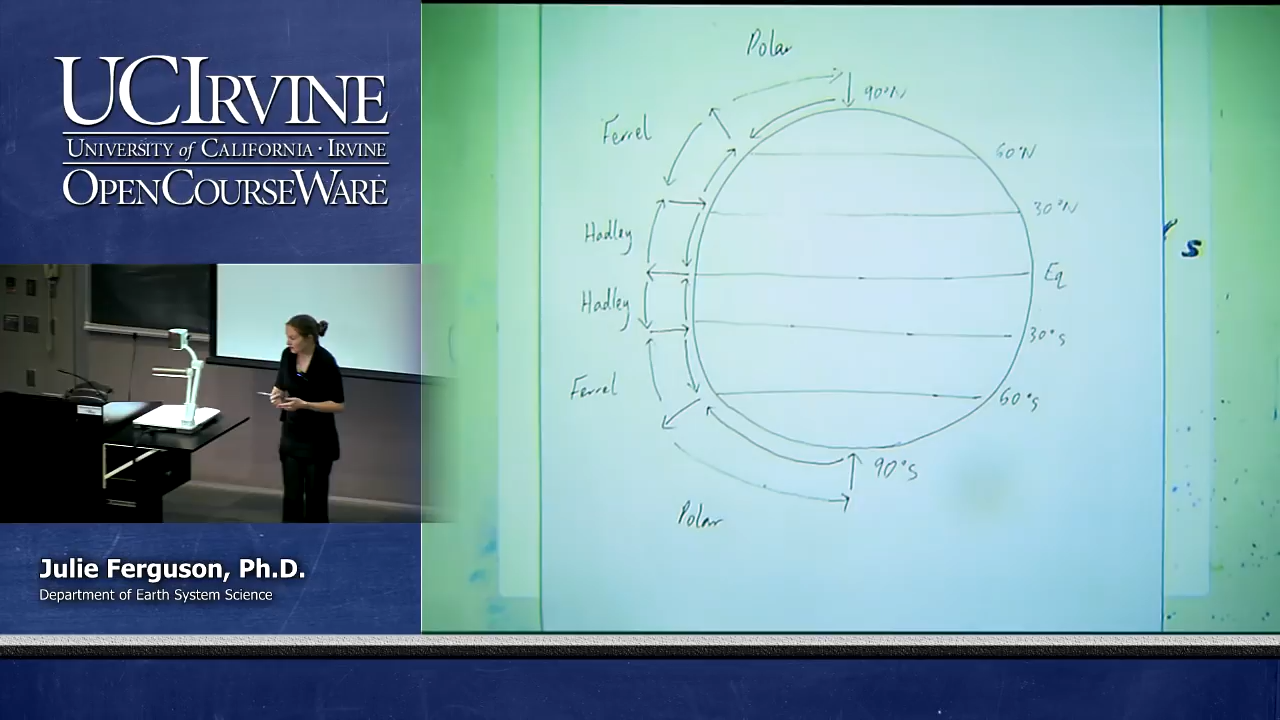 UCIRVINE
UNIVERSITY of CALIFORNIA · IRVINE
OPENCOURSEWARE
Julie Ferguson, Ph.D.
Department of Earth System Science
Polar
90°N
Ferrel
60°N
30°N
Hadley
Eq
Hadley
30°S
Ferrel
60°S
90°S
Polar
s